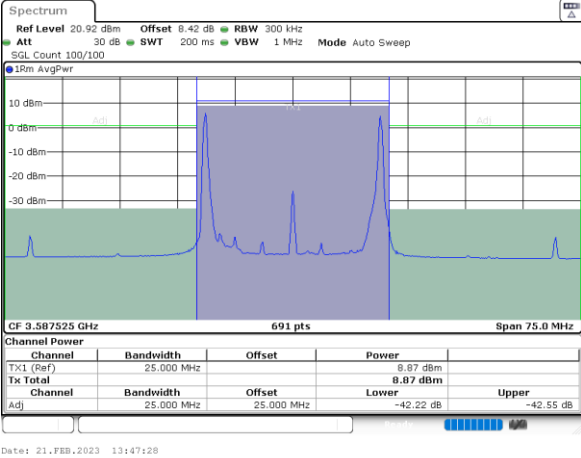 Spectrum
Ref Level 20.92 dBm Offset 8.42 dB RBW 300 kHz
Att 30 dB SWT 200 ms VBW 1 MHz Mode Auto Sweep
SGL Count 100/100
1Rm AvgPwr
10 dBm
Adj TX1 Adj
0 dBm
-10 dBm
-20 dBm
-30 dBm
CF 3.587525 GHz 691 pts Span 75.0 MHz
Channel Power
Channel Bandwidth Offset Power
TX1 (Ref) 25.000 MHz 8.87 dBm
Tx Total 8.87 dBm
Channel Bandwidth Offset Lower Upper
Adj 25.000 MHz 25.000 MHz -42.22 dB -42.55 dB
Ready
Date: 21.FEB.2023 13:47:28